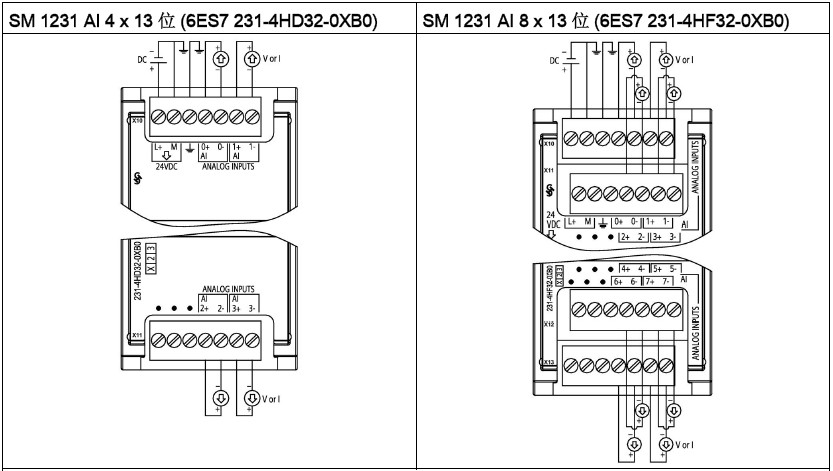 SM 1231 AI 4 x 13 位 (6ES7 231-4HD32-0XB0)
DC
- +
- +
V or I
X10
L+ M 0+ 0- 1+ 1-
AI AI
24VDC
ANALOG INPUTS
231-4HD32-0XB0
X 2 3
ANALOG INPUTS
AI AI
2+ 2- 3+ 3-
X11
- +
V or I
SM 1231 AI 8 x 13 位 (6ES7 231-4HF32-0XB0)
DC
- +
- +
V or I
X10
X11
ANALOG INPUTS
24 VDC
L+ M 0+ 0- 1+ 1-
AI
2+ 2- 3+ 3-
231-4HF32-0XB0
X 2 3
4+ 4- 5+ 5-
AI
6+ 6- 7+ 7-
X12
ANALOG INPUTS
X13
- +
- +
V or I